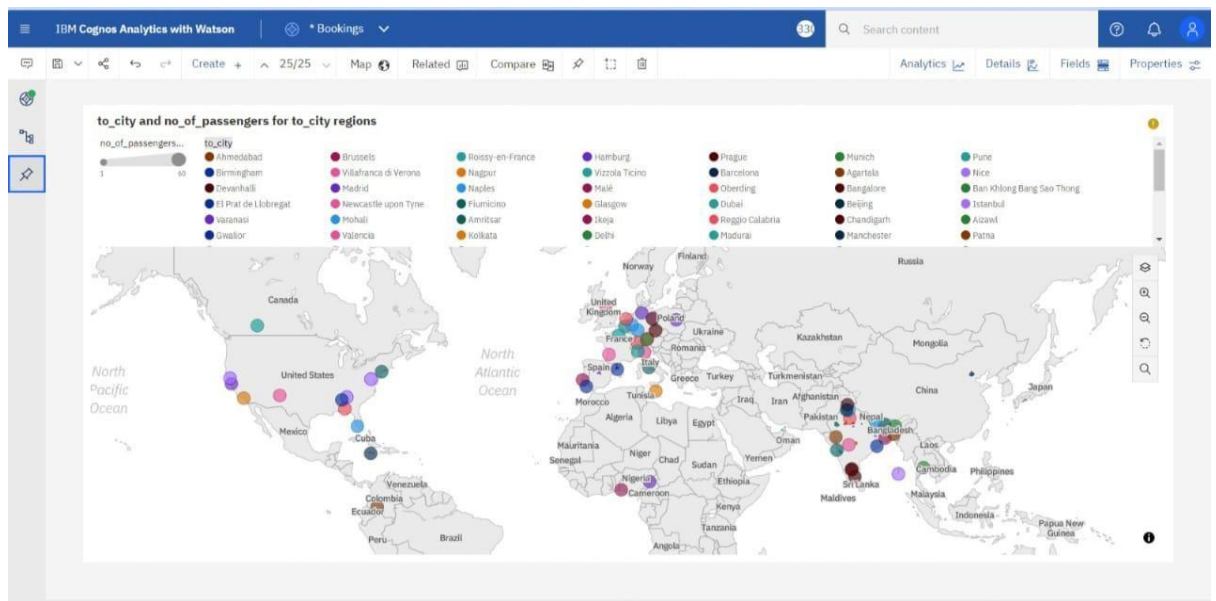 IBM Cognos Analytics with Watson
* Bookings
Search content
Create + 25/25 Map Related Compare
Analytics Details Fields Properties
to_city and no_of_passengers for to_city regions
no_of_passengers...
1 60
to_city
Ahmedabad Brussels Roissy-en-France Hamburg Prague Munich Pune
Birmingham Villafranca di Verona Nagpur Vizzola Ticino Barcelona Agartala Nice
Devanhalli Madrid Naples Malé Oberding Bangalore Ban Khlong Bang Sao Thong
El Prat de Llobregat Newcastle upon Tyne Fiumicino Glasgow Dubai Beijing Istanbul
Varanasi Mohali Amritsar Ikeja Reggio Calabria Chandigarh Aizawl
Gwalior Valencia Kolkata Delhi Madurai Manchester Patna
Finland
Russia
Norway
Canada
United
Kingdom
Poland
Ukraine
France
Kazakhstan
Mongolia
Romania
North
Atlantic
Ocean
Italy
Spain
North
Pacific
Ocean
United States
Greece Turkey
Turkmenistan
China
Japan
Tunisia
Morocco
Iraq
Iran
Afghanistan
Algeria
Libya
Egypt
Pakistan
Nepal
Mexico
Cuba
Bangladesh
Oman
Laos
Mauritania
Niger
Chad
Sudan
Yemen
Senegal
Cambodia
Philippines
Nigeria
Ethiopia
Venezuela
Cameroon
Sri Lanka
Maldives
Malaysia
Colombia
Kenya
Ecuador
Indonesia
Papua New
Guinea
Tanzania
Peru
Brazil
Angola